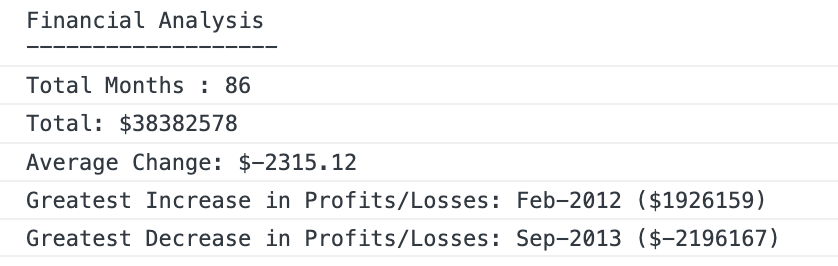 Financial Analysis
-------------------
Total Months : 86
Total: $38382578
Average Change: $-2315.12
Greatest Increase in Profits/Losses: Feb-2012 ($1926159)
Greatest Decrease in Profits/Losses: Sep-2013 ($-2196167)